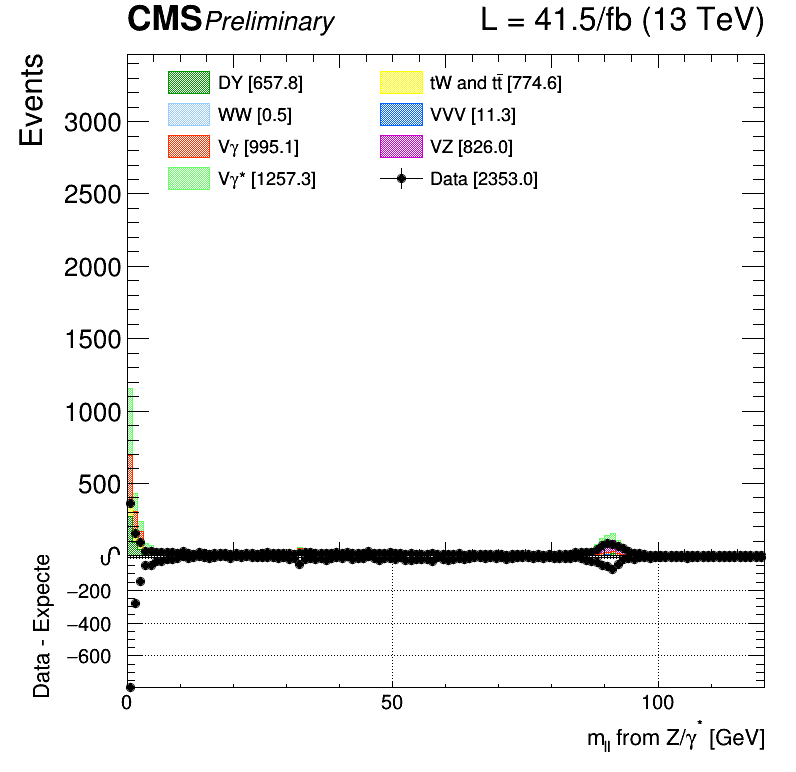 CMS Preliminary L = 41.5/fb (13 TeV)
Events
DY [657.8]
tW and tt̄ [774.6]
WW [0.5]
VVV [11.3]
Vγ [995.1]
VZ [826.0]
Vγ* [1257.3]
Data [2353.0]
3000
2500
2000
1500
1000
500
Data - Expecte
−200
−400
−600
0 50 100
m_ll from Z/γ* [GeV]